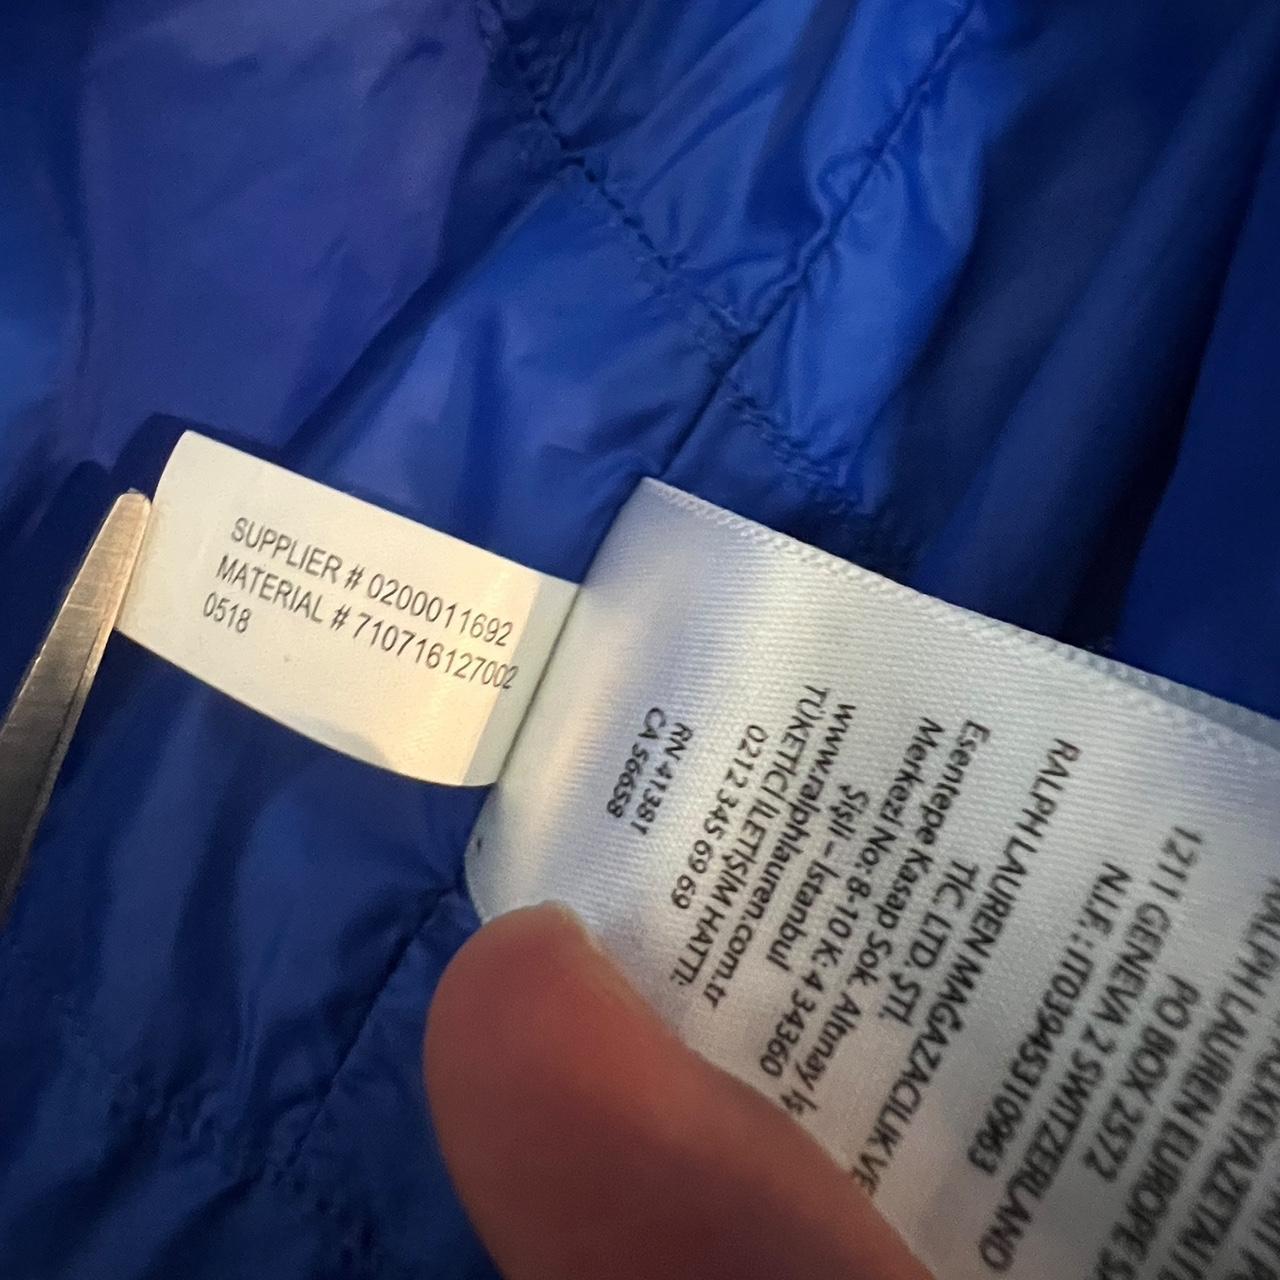 SUPPLIER # 0200011692
MATERIAL # 710716127002
0518
RALPH LAUREN EUROPE
PO BOX 2572
1211 GENEVA 2 SWITZERLAND
N.I.F.: IT03945310963
RALPH LAUREN MAĞAZACILIK VE
TİC. LTD. ŞTİ.
Esentepe Kasap Sok. Altınay İş
Merkezi No: 8-10 K: 4 34360
Şişli – İstanbul
www.ralphlauren.com.tr
TÜKETİCİ İLETİŞİM HATTI:
0212 345 69 69
RN 41381
CA 56658